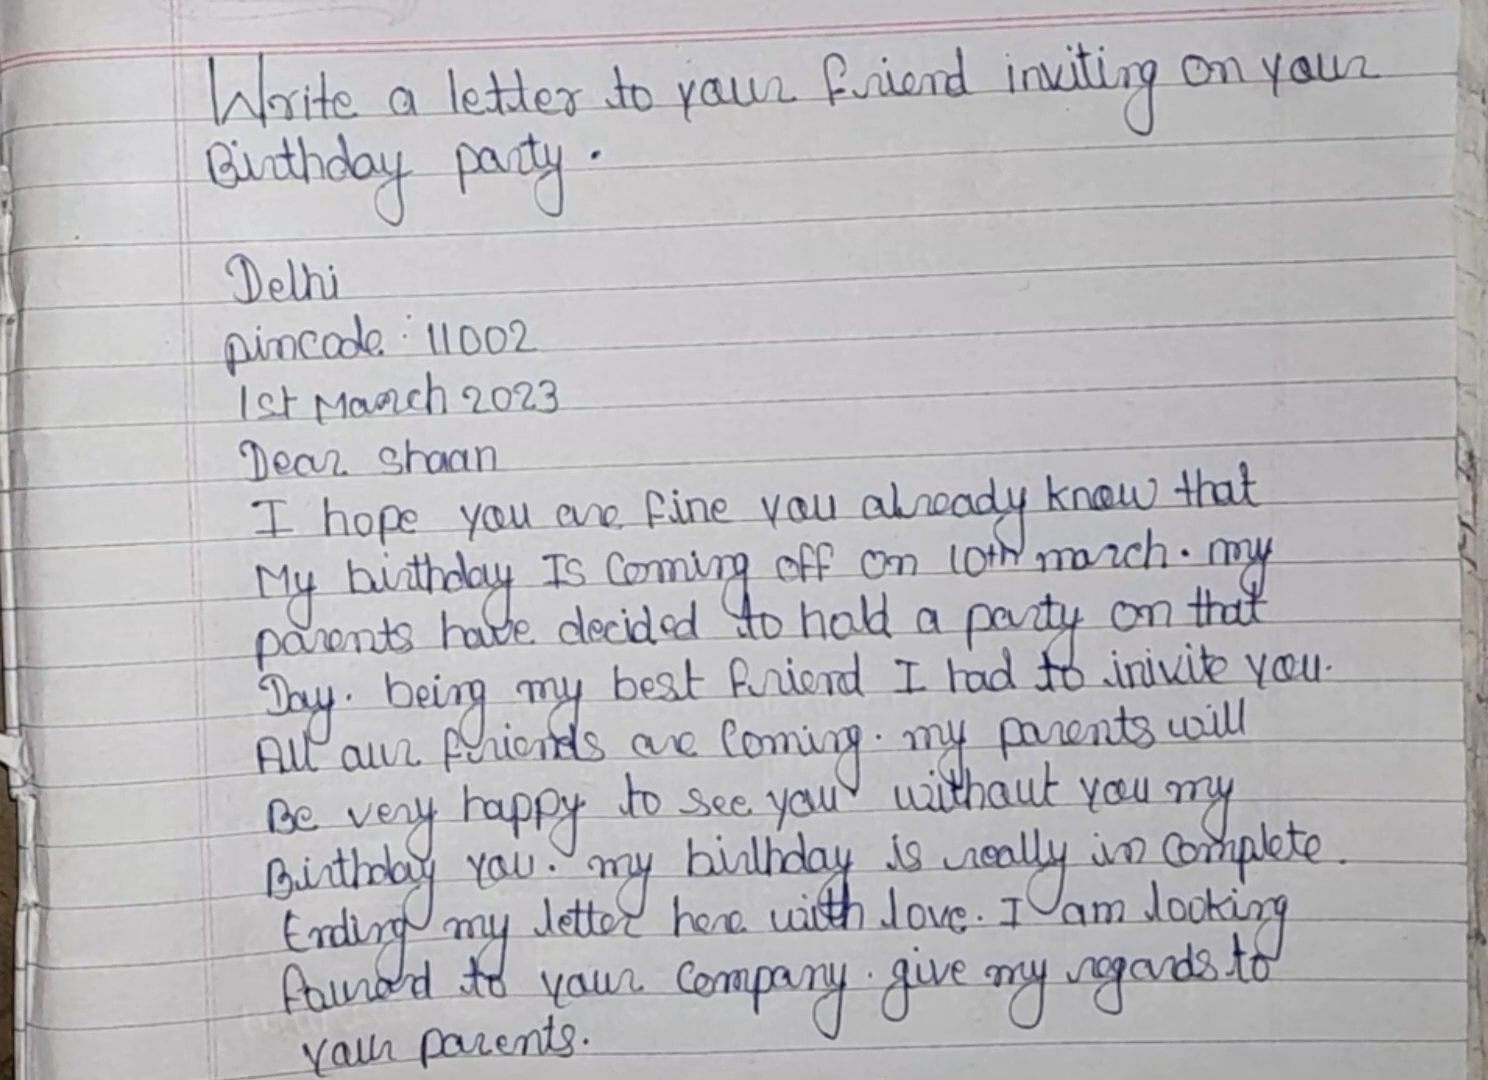 Write a letter to your friend inviting on your
Birthday party.
Delhi
pincode : 11002
1st March 2023
Dear shaan
I hope you are fine you already know that
My birthday Is Coming off on 10th march. my
parents have decided to hold a party on that
Day. being my best friend I had to inivite you.
All our friends are Coming. my parents will
Be very happy to see you without you my
Birthday you. my birthday is really in Complete.
Ending my letter here with love. I am looking
fourord to your Company. give my regards to
your parents.